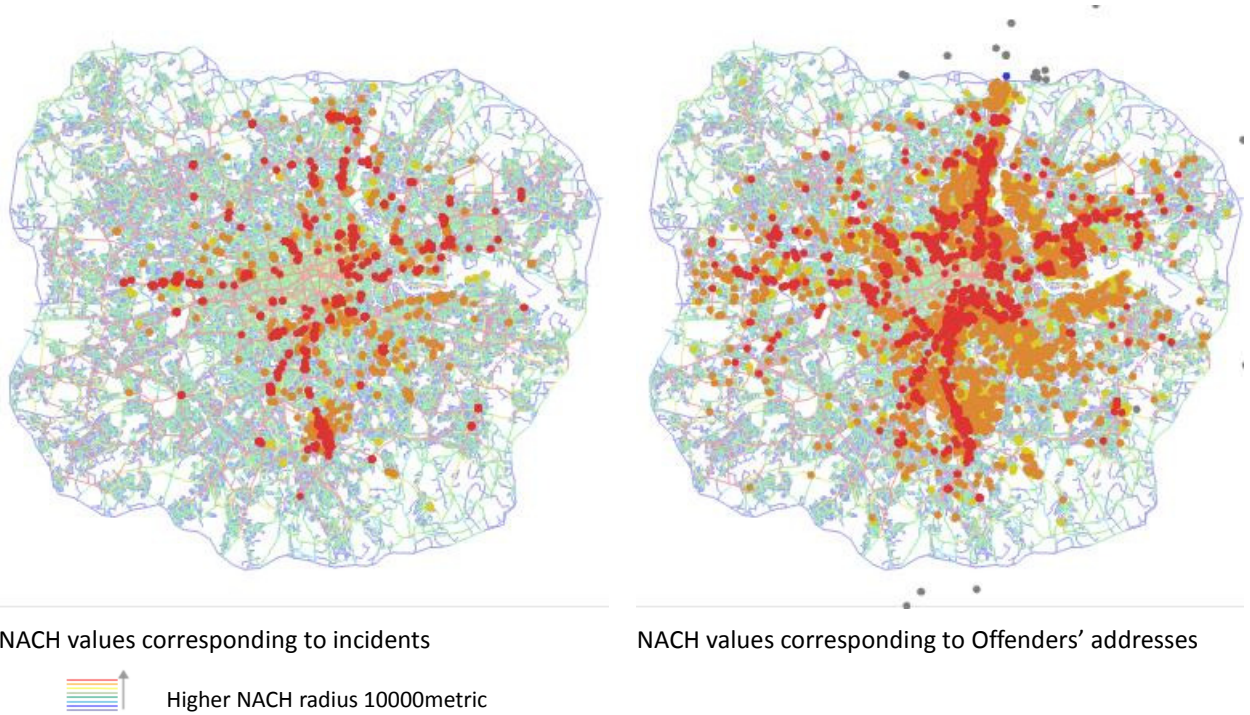 NACH values corresponding to incidents
NACH values corresponding to Offenders’ addresses
Higher NACH radius 10000metric